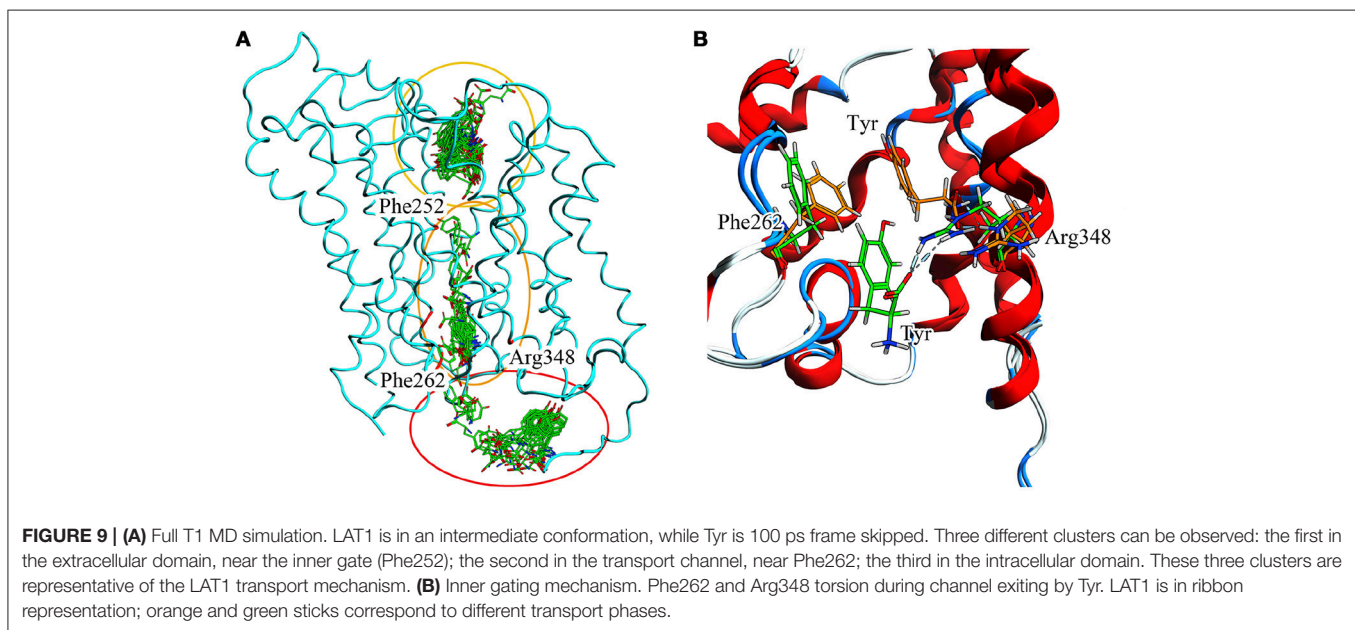 A
B
Phe252
Phe262
Arg348
Tyr
Phe262
Arg348
Tyr
FIGURE 9 | (A) Full T1 MD simulation. LAT1 is in an intermediate conformation, while Tyr is 100 ps frame skipped. Three different clusters can be observed: the first in
the extracellular domain, near the inner gate (Phe252); the second in the transport channel, near Phe262; the third in the intracellular domain. These three clusters are
representative of the LAT1 transport mechanism. (B) Inner gating mechanism. Phe262 and Arg348 torsion during channel exiting by Tyr. LAT1 is in ribbon
representation; orange and green sticks correspond to different transport phases.